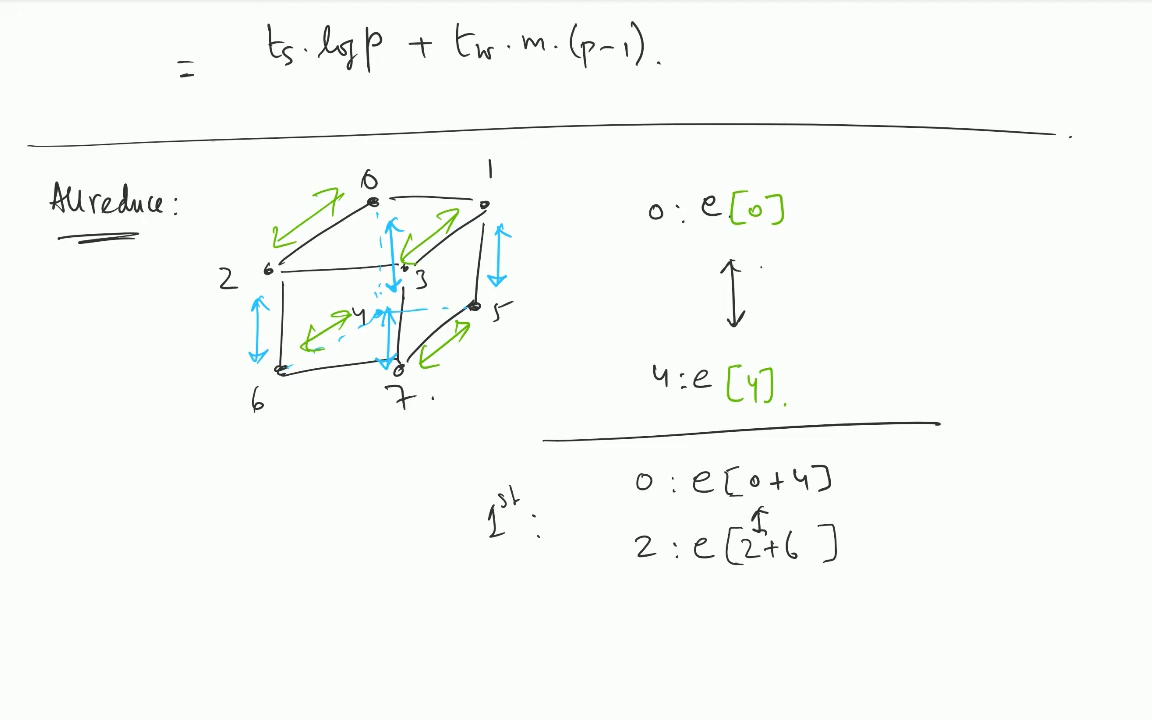 = ts · log p + tw · m · (p-1).
Allreduce:
0 1
2 3
4 5
6 7 .
0 : e[0]
4 : e [4].
1st :
0 : e [0+4]
2 : e [2+6 ]